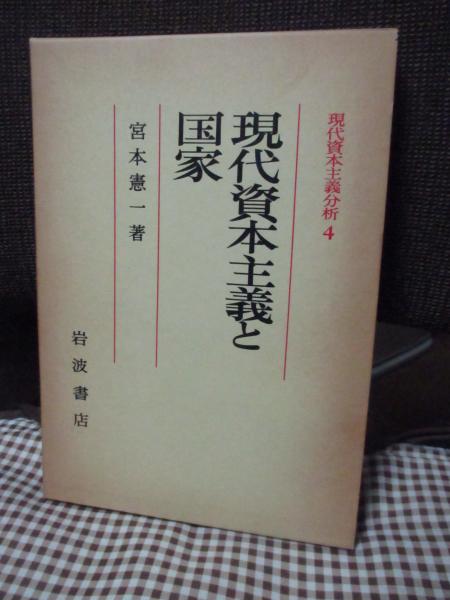 現代資本主義分析 4
現代資本主義と
国家
宮本憲一著
岩波書店